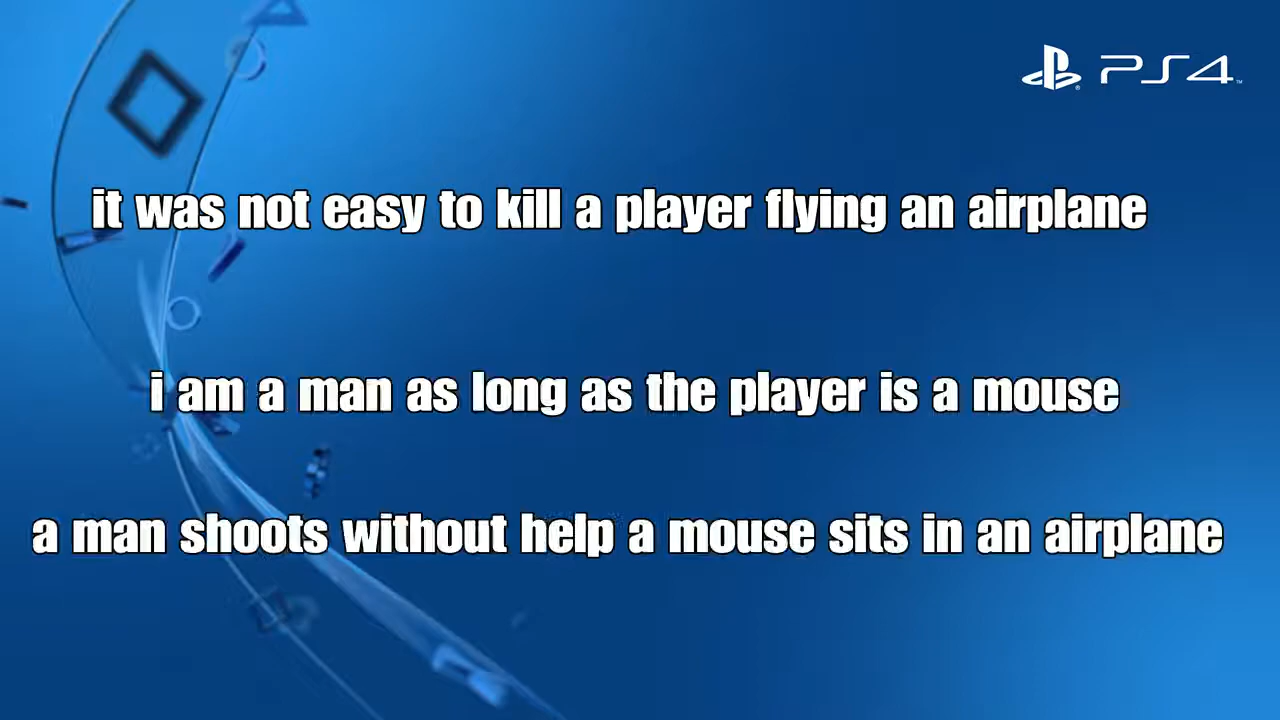 PS4
it was not easy to kill a player flying an airplane
i am a man as long as the player is a mouse
a man shoots without help a mouse sits in an airplane